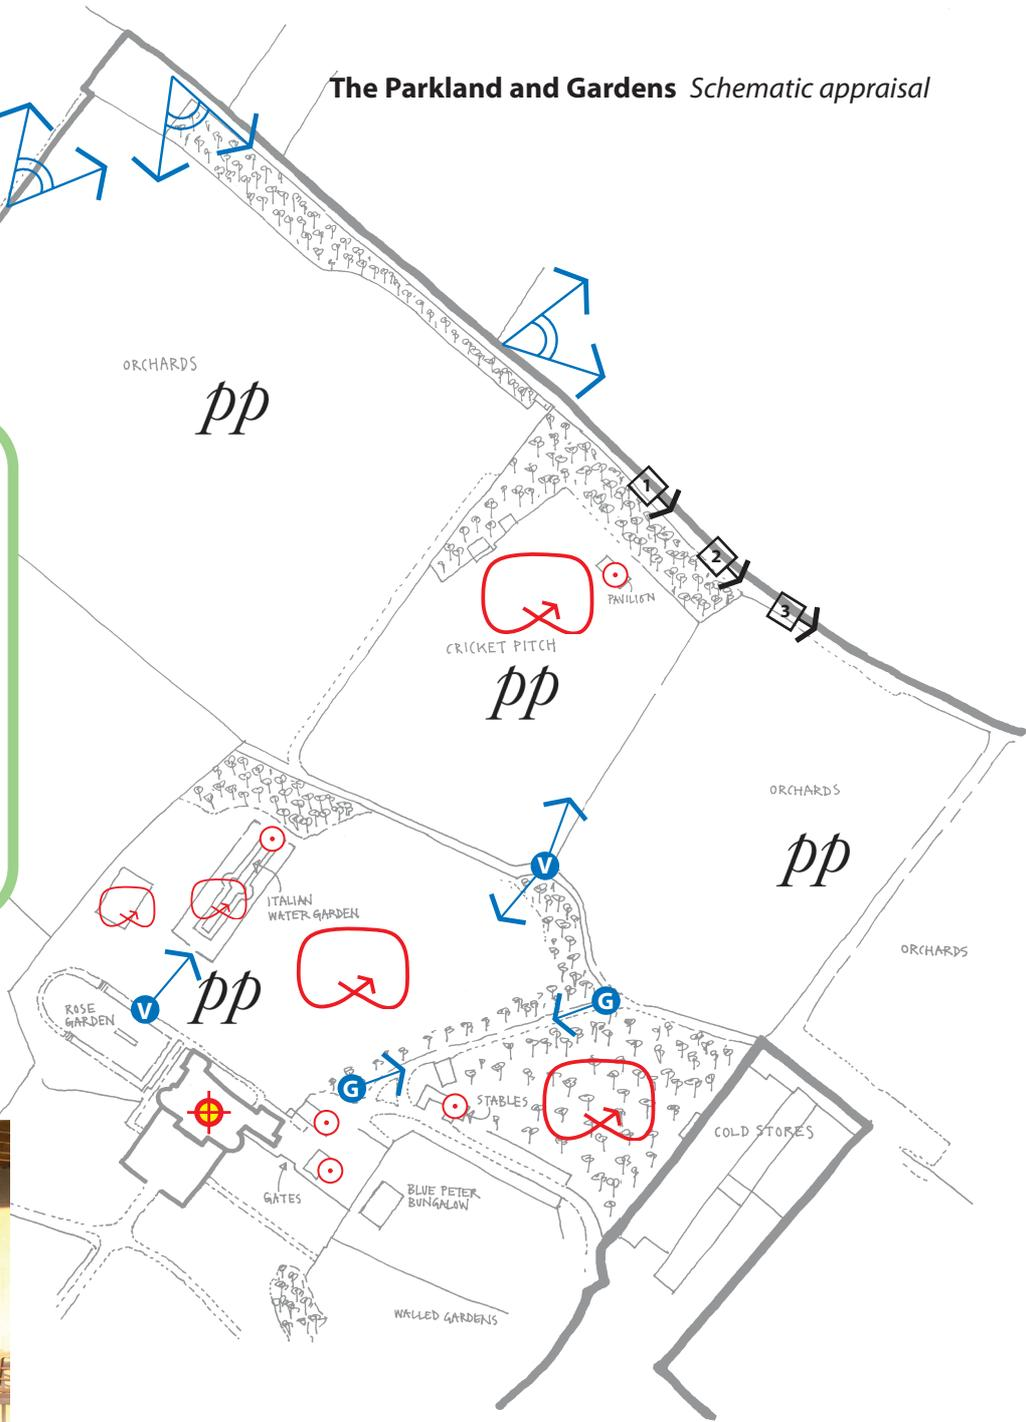 The Parkland and Gardens Schematic appraisal
ORCHARDS
pp
1
2
3
PAVILION
CRICKET PITCH
pp
ORCHARDS
pp
V
ITALIAN
WATER GARDEN
ORCHARDS
pp
V
ROSE
GARDEN
G
G
STABLES
COLD STORES
GATES
BLUE PETER
BUNGALOW
WALLED GARDENS